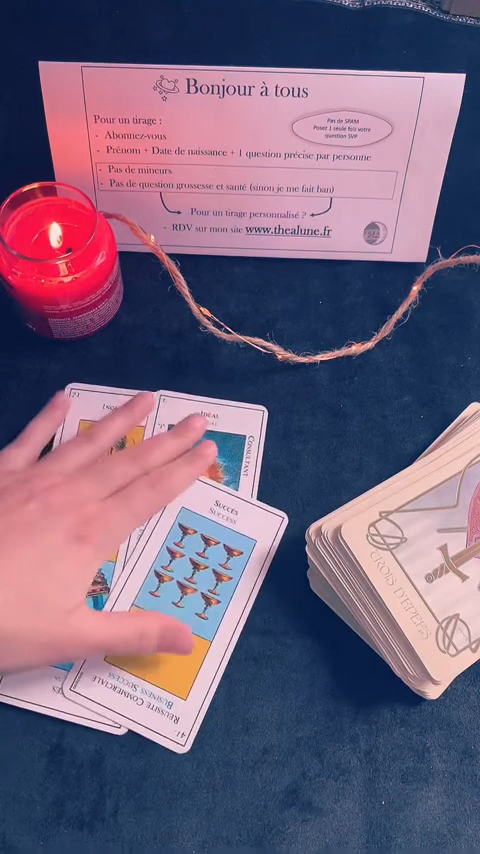 Bonjour à tous
Pour un tirage :
- Abonnez-vous
- Prénom + Date de naissance + 1 question précise par personne
Pas de SPAM
Posez 1 seule fois votre
question SVP
- Pas de mineurs
- Pas de question grossesse et santé (sinon je me fait ban)
Pour un tirage personnalisé ?
- RDV sur mon site www.thealune.fr
IDÉAL
CONSULTANT
SUCCÈS
SUCCESS
BUSINESS SUCCESS
RÉUSSITE COMMERCIALE
41
TROIS D'ÉPÉES